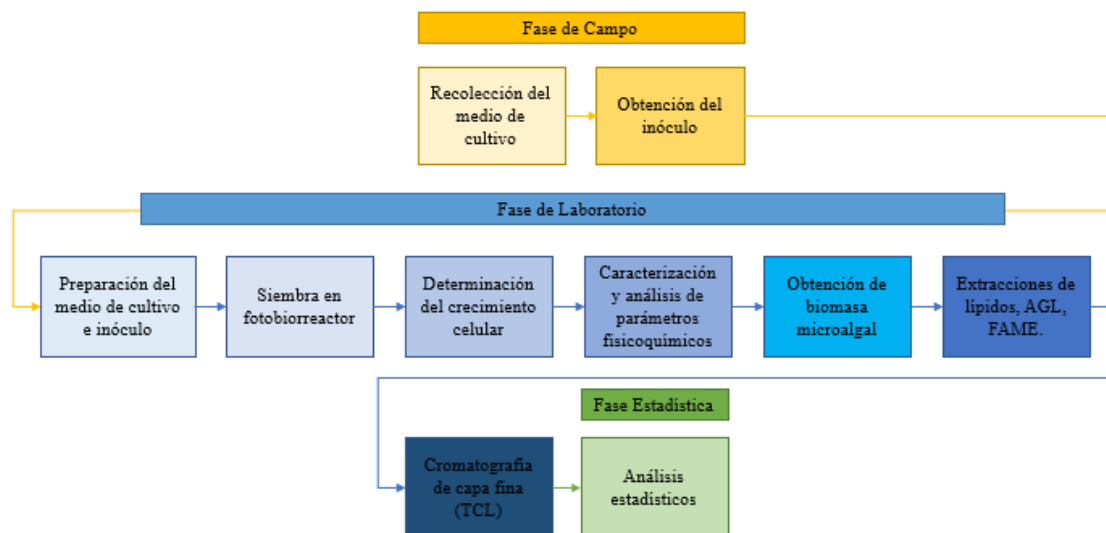 Fase de Campo
Recolección del
medio de
cultivo
Obtención del
inóculo
Fase de Laboratorio
Preparación del
medio de cultivo
e inóculo
Siembra en
fotobiorreactor
Determinación
del crecimiento
celular
Caracterización
y análisis de
parámetros
fisicoquímicos
Obtención de
biomasa
microalgal
Extracciones de
lípidos, AGL,
FAME.
Fase Estadística
Cromatografía
de capa fina
(TCL)
Análisis
estadísticos